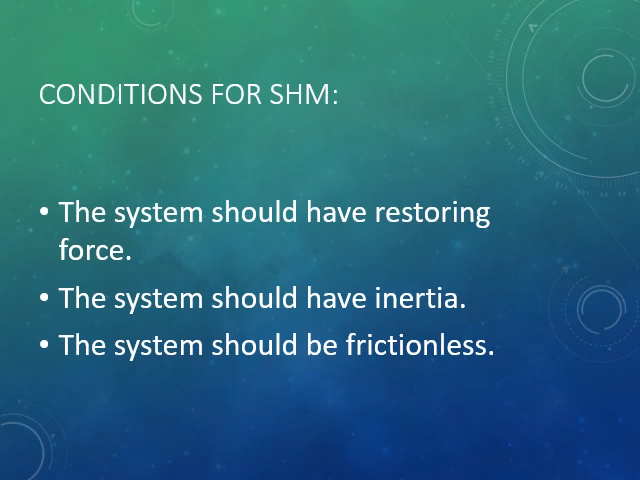 CONDITIONS FOR SHM:
• The system should have restoring
force.
• The system should have inertia.
• The system should be frictionless.